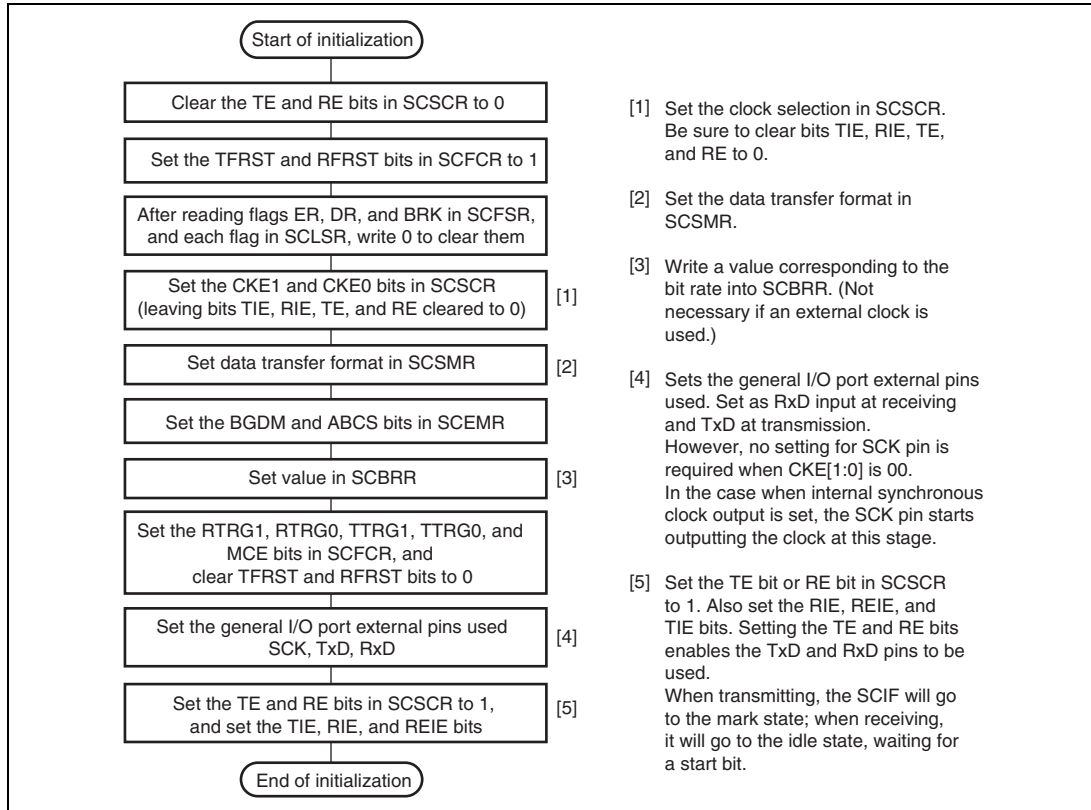 Start of initialization
Clear the TE and RE bits in SCSCR to 0
Set the TFRST and RFRST bits in SCFCR to 1
After reading flags ER, DR, and BRK in SCFSR,
and each flag in SCLSR, write 0 to clear them
Set the CKE1 and CKE0 bits in SCSCR
(leaving bits TIE, RIE, TE, and RE cleared to 0)
[1]
Set data transfer format in SCSMR
[2]
Set the BGDM and ABCS bits in SCEMR
Set value in SCBRR
[3]
Set the RTRG1, RTRG0, TTRG1, TTRG0, and
MCE bits in SCFCR, and
clear TFRST and RFRST bits to 0
Set the general I/O port external pins used
SCK, TxD, RxD
[4]
Set the TE and RE bits in SCSCR to 1,
and set the TIE, RIE, and REIE bits
[5]
End of initialization
[1] Set the clock selection in SCSCR.
Be sure to clear bits TIE, RIE, TE,
and RE to 0.
[2] Set the data transfer format in
SCSMR.
[3] Write a value corresponding to the
bit rate into SCBRR. (Not
necessary if an external clock is
used.)
[4] Sets the general I/O port external pins
used. Set as RxD input at receiving
and TxD at transmission.
However, no setting for SCK pin is
required when CKE[1:0] is 00.
In the case when internal synchronous
clock output is set, the SCK pin starts
outputting the clock at this stage.
[5] Set the TE bit or RE bit in SCSCR
to 1. Also set the RIE, REIE, and
TIE bits. Setting the TE and RE bits
enables the TxD and RxD pins to be
used.
When transmitting, the SCIF will go
to the mark state; when receiving,
it will go to the idle state, waiting for
a start bit.